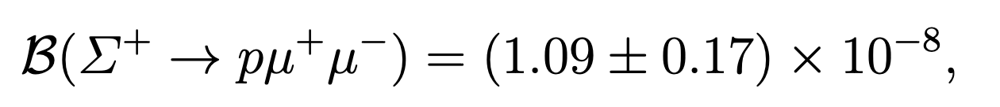 ℬ(Σ⁺ → pμ⁺μ⁻) = (1.09 ± 0.17) × 10⁻⁸,